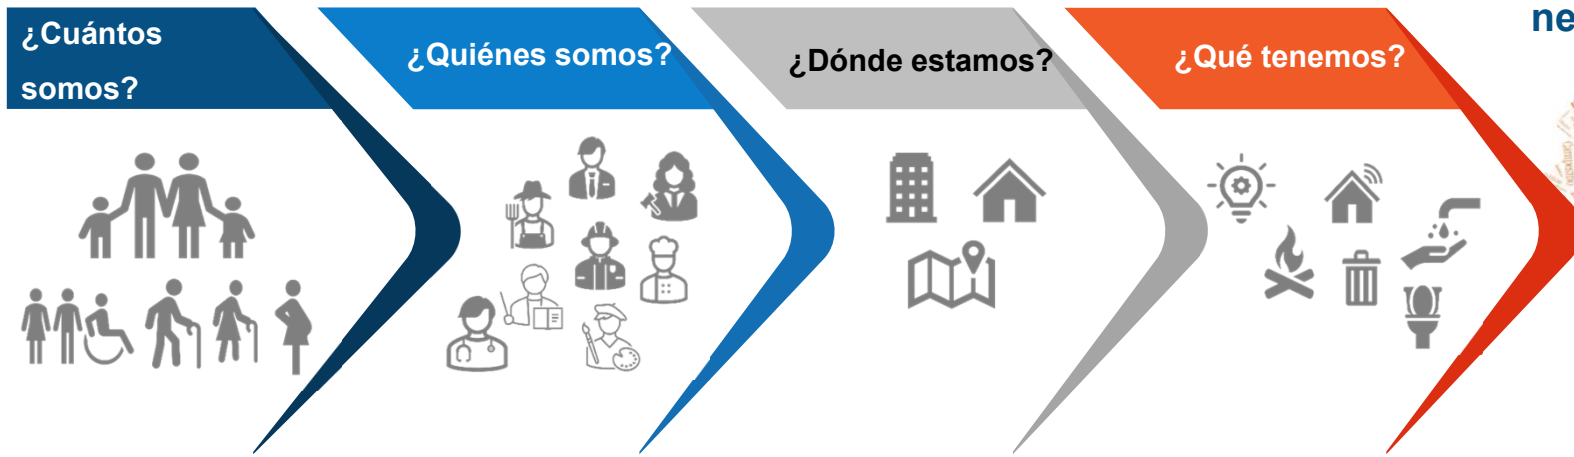 ¿Cuántos
somos?
¿Quiénes somos?
¿Dónde estamos?
¿Qué tenemos?
ne